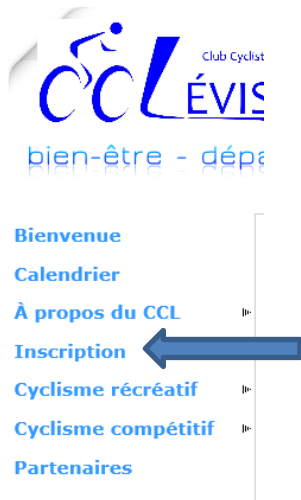 Club Cyclist
CCLÉVIS
bien-être - dépa
Bienvenue
Calendrier
À propos du CCL
Inscription
Cyclisme récréatif
Cyclisme compétitif
Partenaires